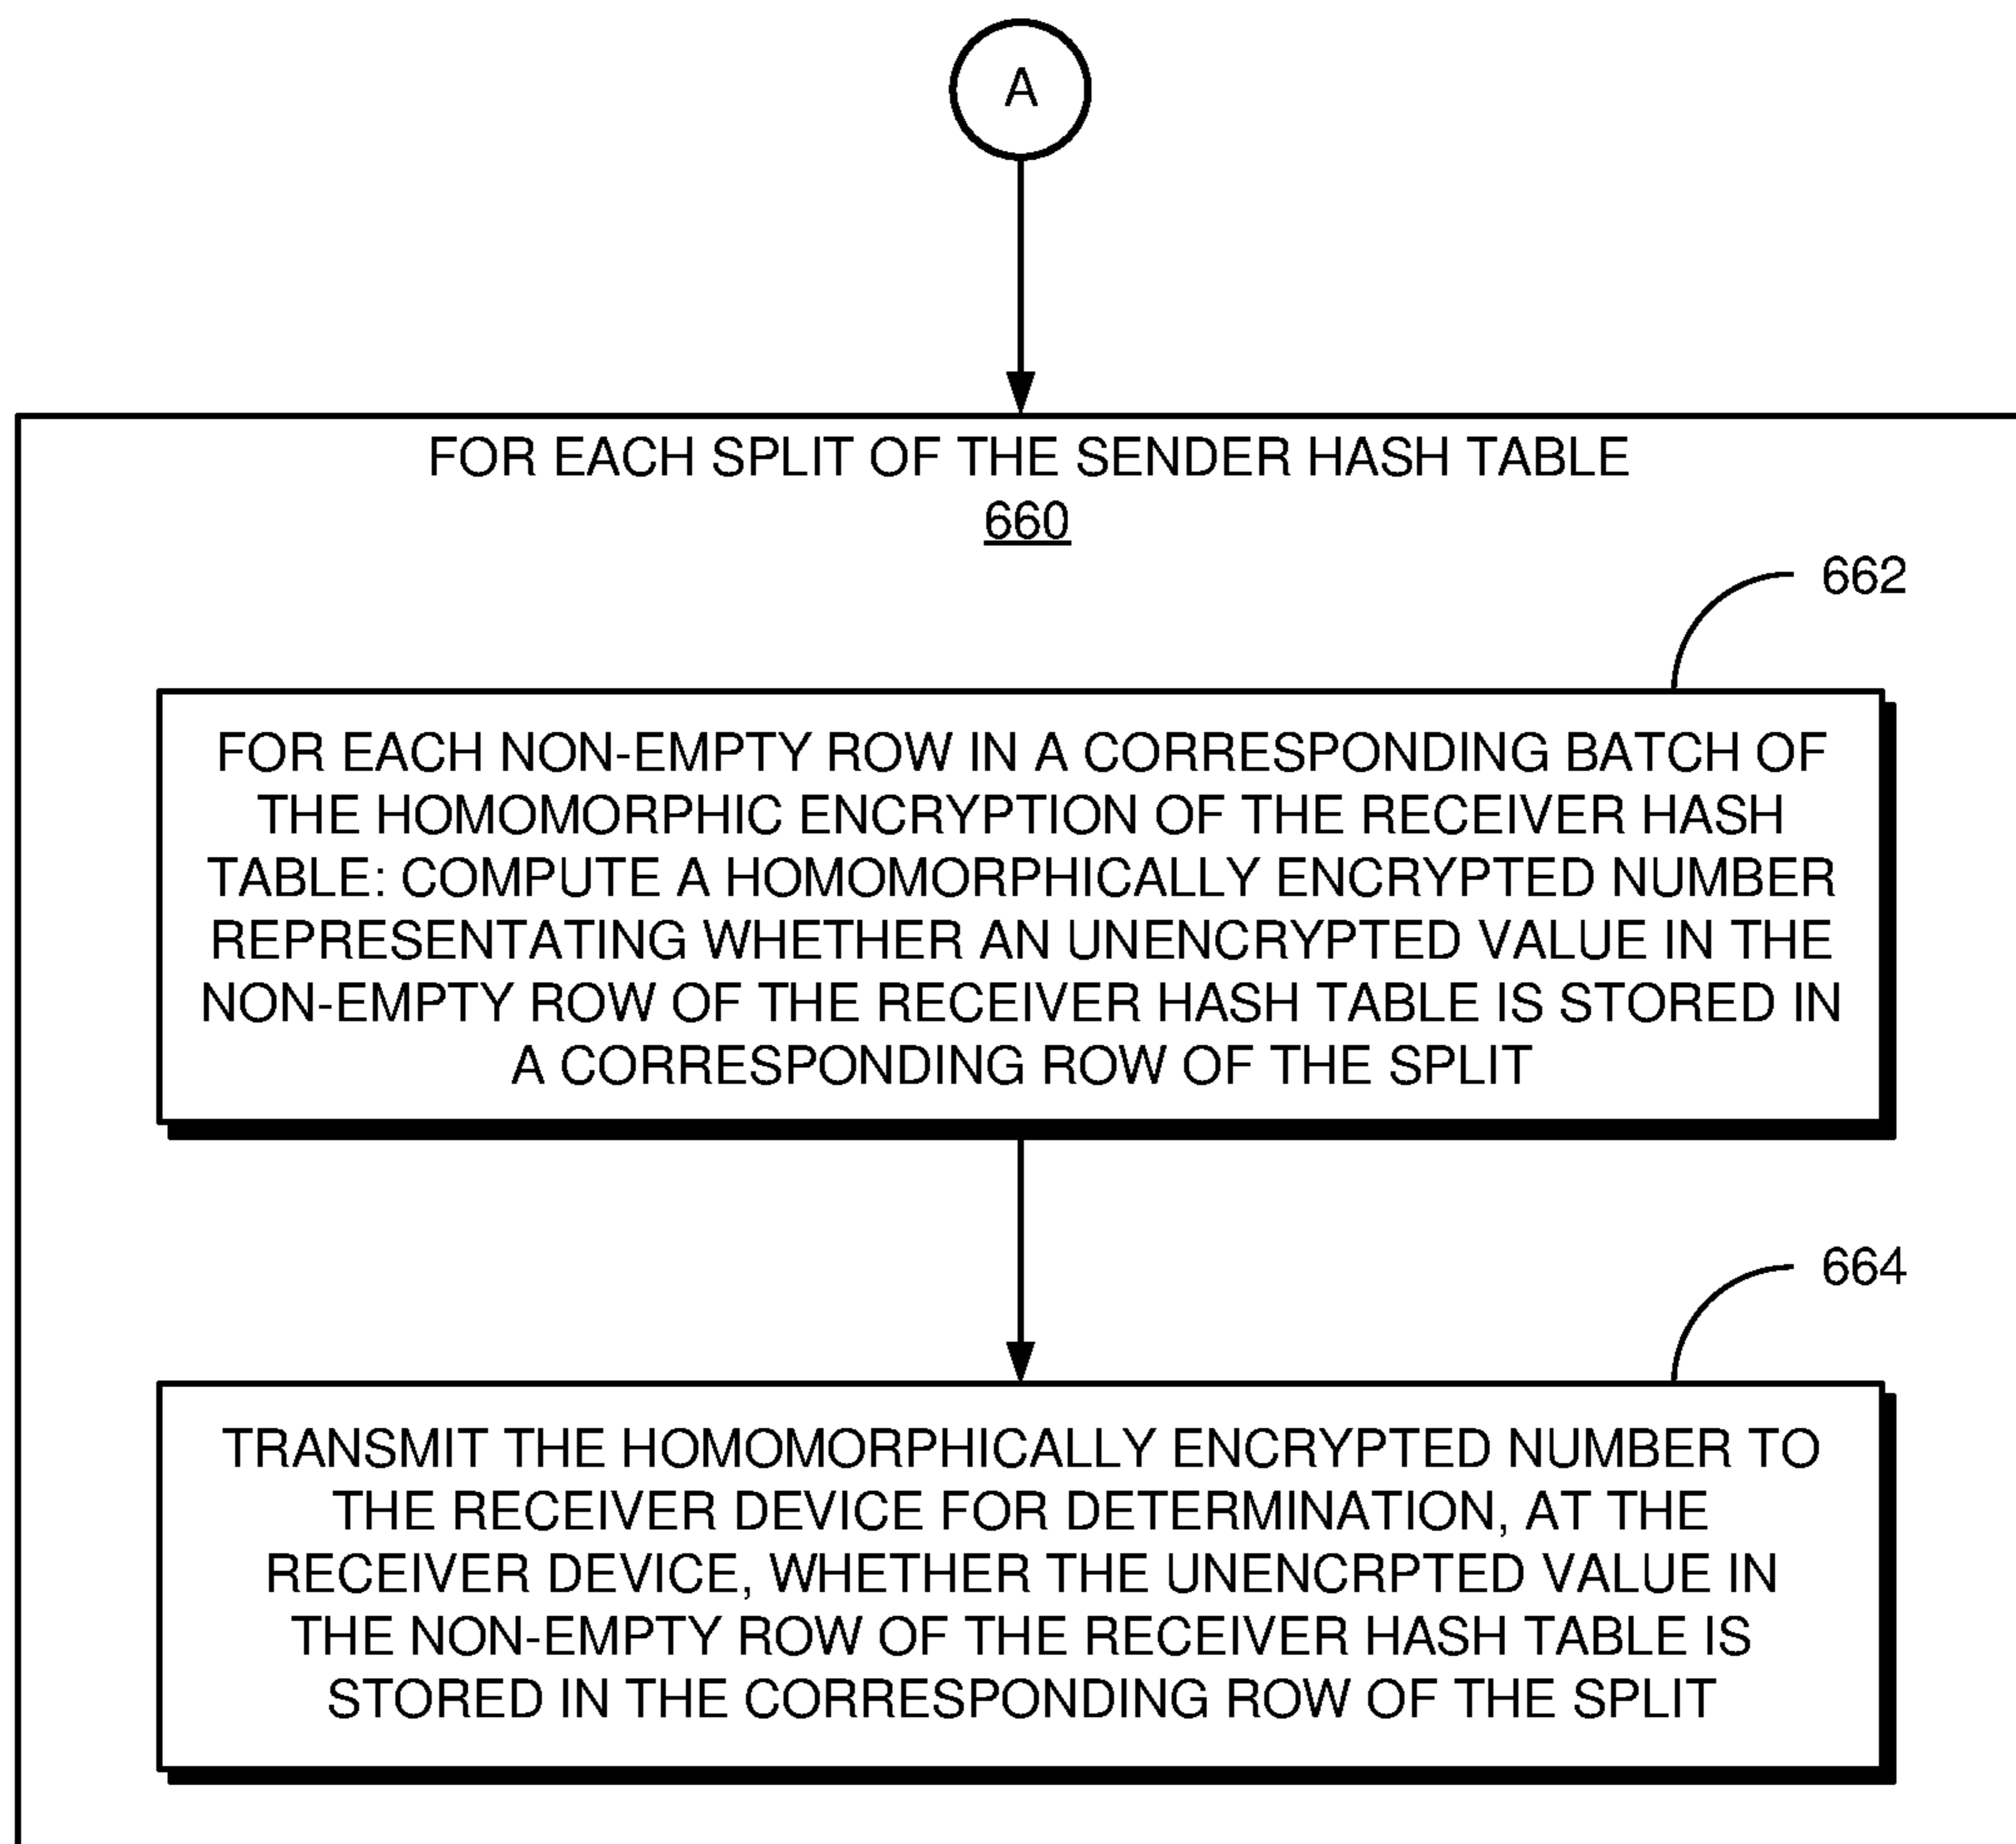 A
FOR EACH SPLIT OF THE SENDER HASH TABLE
660
662
FOR EACH NON-EMPTY ROW IN A CORRESPONDING BATCH OF
THE HOMOMORPHIC ENCRYPTION OF THE RECEIVER HASH
TABLE: COMPUTE A HOMOMORPHICALLY ENCRYPTED NUMBER
REPRESENTATING WHETHER AN UNENCRYPTED VALUE IN THE
NON-EMPTY ROW OF THE RECEIVER HASH TABLE IS STORED IN
A CORRESPONDING ROW OF THE SPLIT
664
TRANSMIT THE HOMOMORPHICALLY ENCRYPTED NUMBER TO
THE RECEIVER DEVICE FOR DETERMINATION, AT THE
RECEIVER DEVICE, WHETHER THE UNENCRPTED VALUE IN
THE NON-EMPTY ROW OF THE RECEIVER HASH TABLE IS
STORED IN THE CORRESPONDING ROW OF THE SPLIT